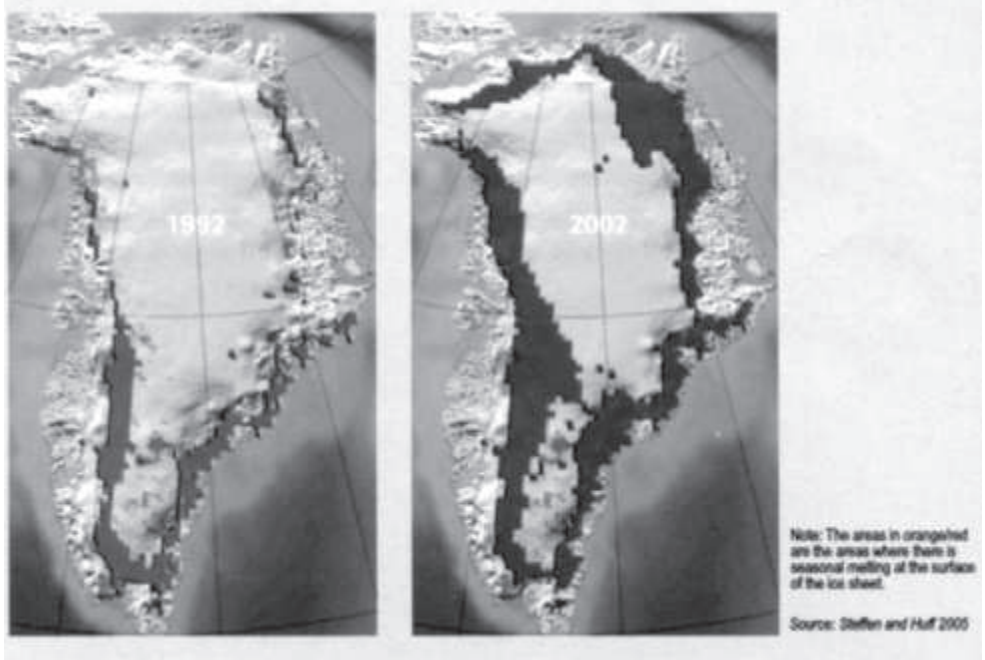 1992
2002
Note: The areas in orange/red
are the areas where there is
seasonal melting at the surface
of the ice sheet.
Source: Steffen and Huff 2005